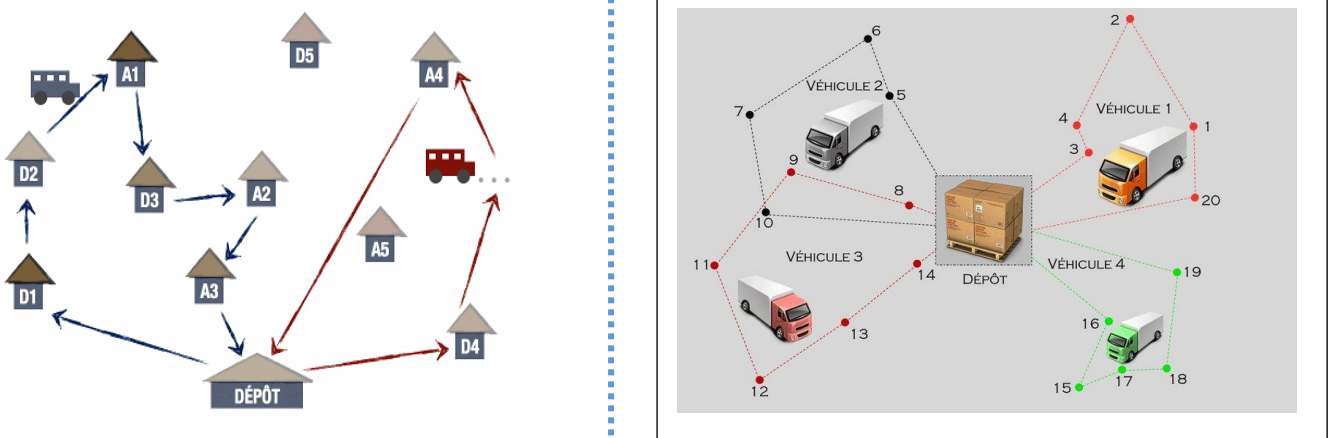 D5
A1
A4
D2
D3
A2
A5
A3
D1
D4
DÉPÔT
2
6
VÉHICULE 2
5
VÉHICULE 1
7
4
1
3
9
8
20
10
VÉHICULE 3
11
14
DÉPÔT
VÉHICULE 4
19
16
13
12
15
17
18